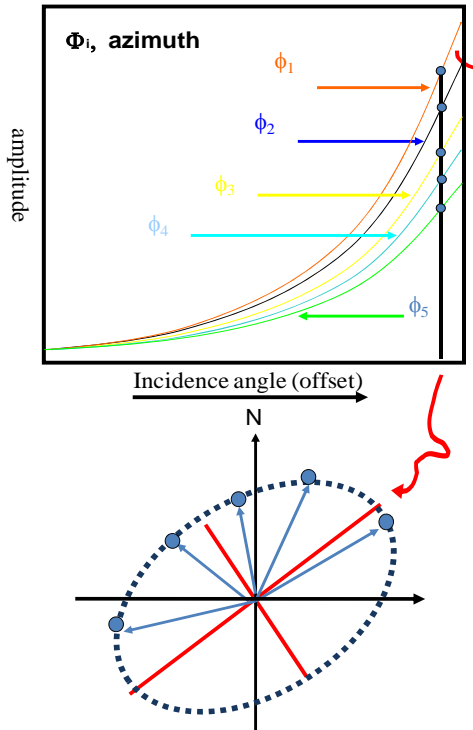 Φi, azimuth
ϕ1
ϕ2
ϕ3
ϕ4
ϕ5
amplitude
Incidence angle (offset)
N